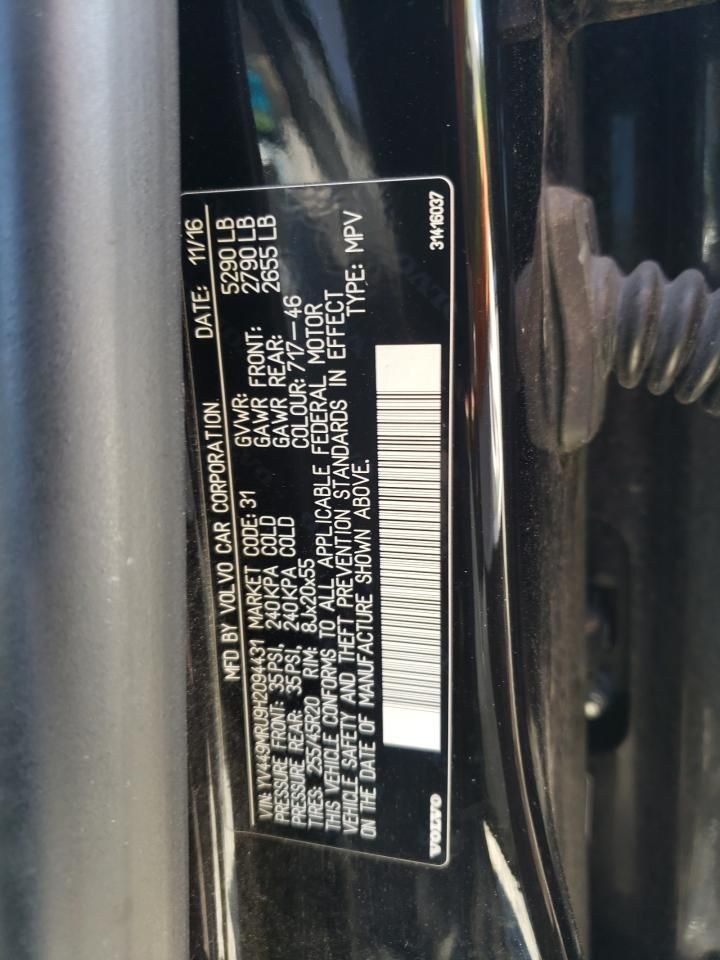 MFD BY VOLVO CAR CORPORATION DATE: 11/16
GVWR: 5290 LB
GAWR FRONT: 2790 LB
GAWR REAR: 2655 LB
VIN: YV449MRU9H2094431 MARKET CODE: 31
PRESSURE FRONT: 35PSI, 240KPA COLD
PRESSURE REAR: 35PSI, 240KPA COLD COLOUR: 717-46
TIRES: 255/45R20 RIM: 8Jx20x55
THIS VEHICLE CONFORMS TO ALL APPLICABLE FEDERAL MOTOR
VEHICLE SAFETY AND THEFT PREVENTION STANDARDS IN EFFECT
ON THE DATE OF MANUFACTURE SHOWN ABOVE. TYPE: MPV
VOLVO 31416037